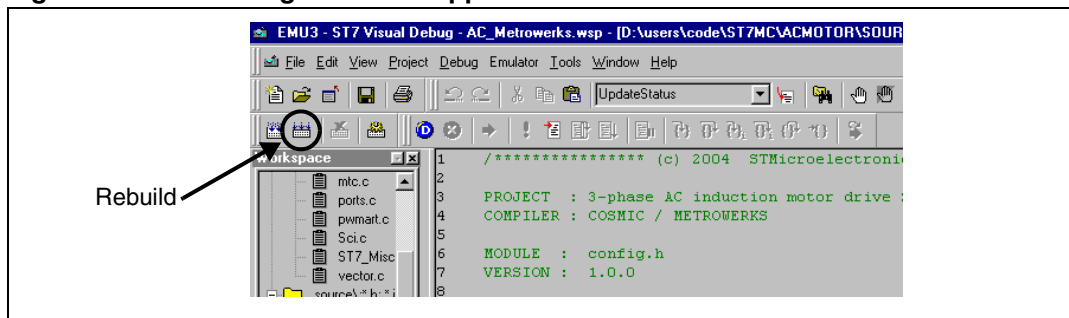 EMU3 - ST7 Visual Debug - AC_Metrowerks.wsp - [D:\users\code\ST7MC\ACMOTOR\SOUR
File Edit View Project Debug Emulator Tools Window Help
UpdateStatus
Workspace
mtc.c
ports.c
pwmart.c
Sci.c
ST7_Misc
vector.c
Rebuild
1 /**************** (c) 2004 STMicroelectroni
2
3 PROJECT : 3-phase AC induction motor drive
4 COMPILER : COSMIC / METROWERKS
5
6 MODULE : config.h
7 VERSION : 1.0.0
8